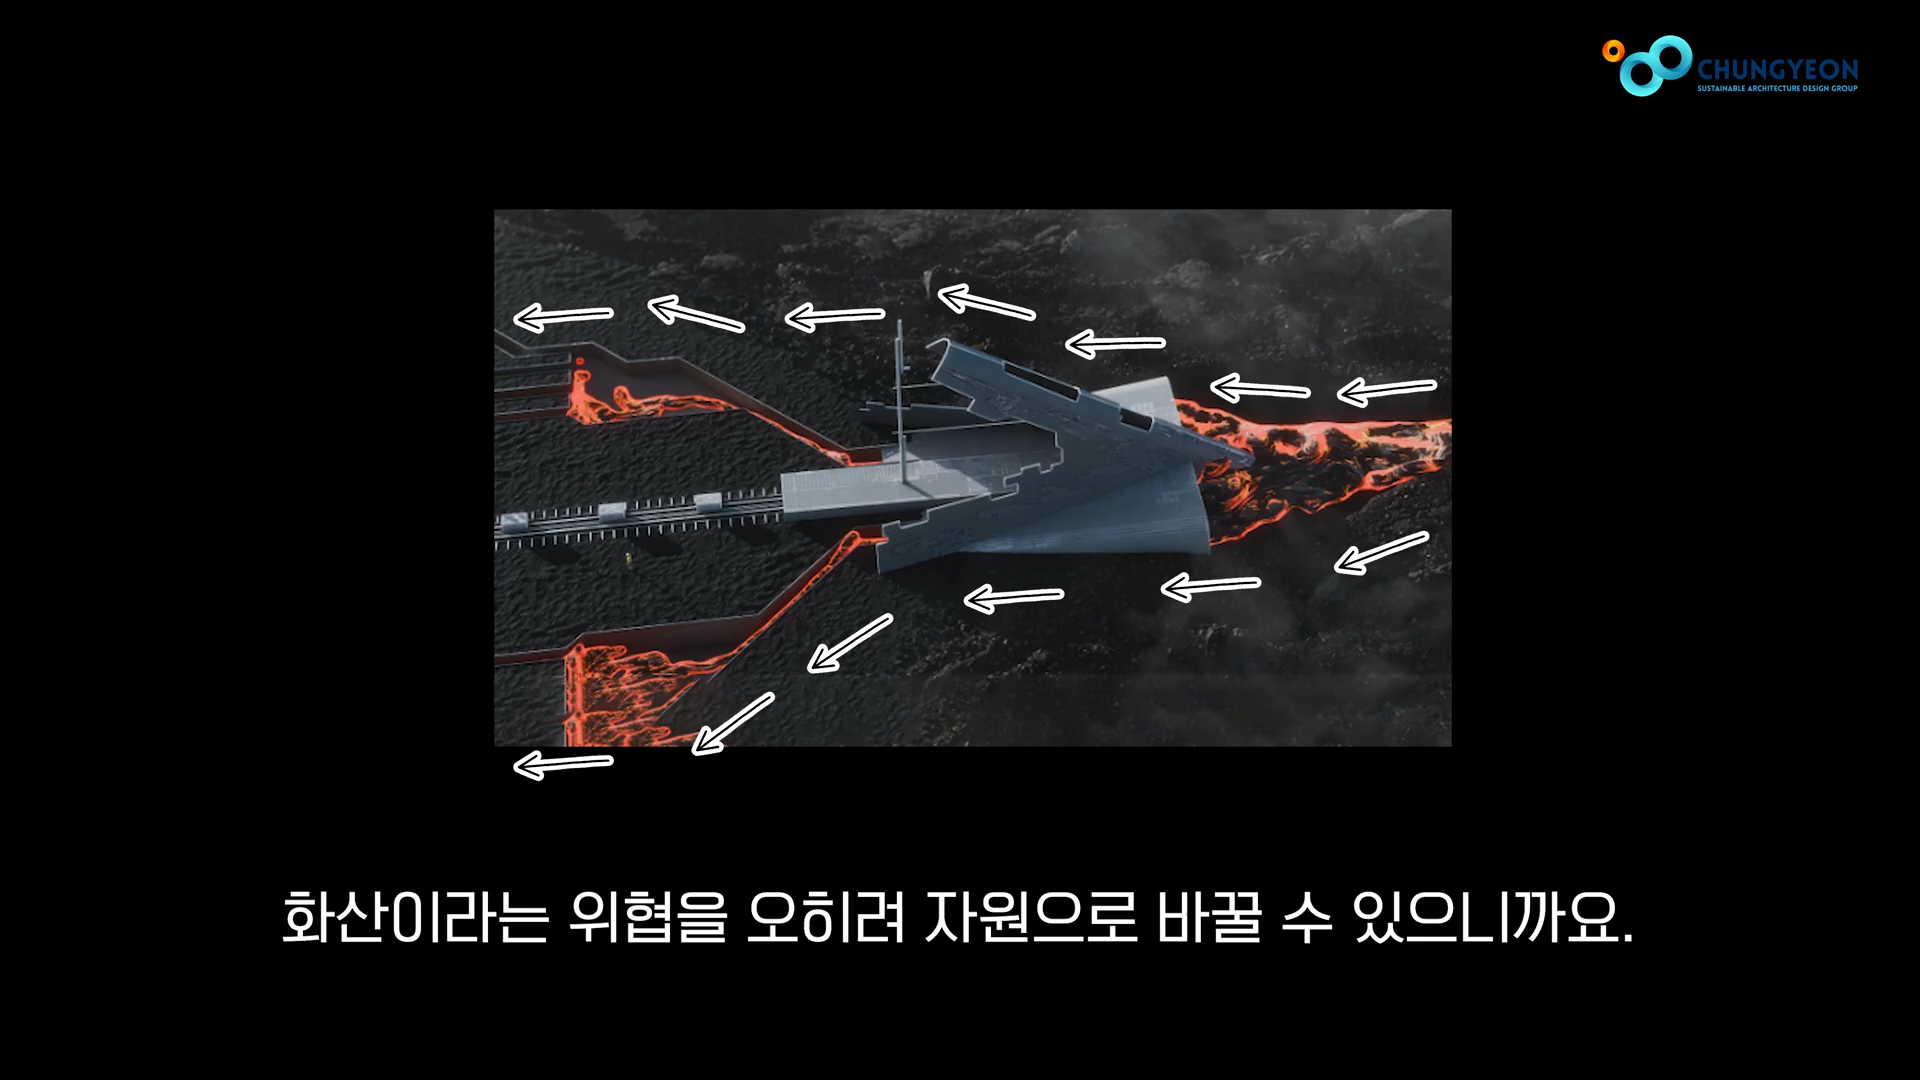 CHUNGYEON
SUSTAINABLE ARCHITECTURE DESIGN GROUP
화산이라는 위협을 오히려 자원으로 바꿀 수 있으니까요.